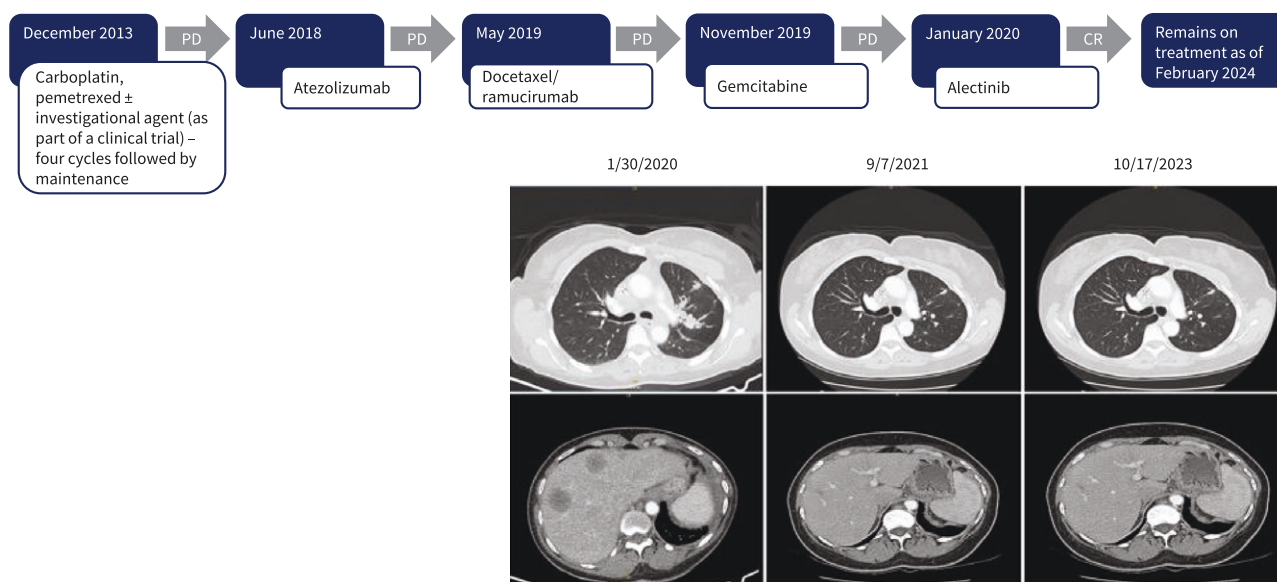 December 2013
PD
June 2018
PD
May 2019
PD
November 2019
PD
January 2020
CR
Remains on
treatment as of
February 2024
Carboplatin,
pemetrexed ±
investigational agent (as
part of a clinical trial) –
four cycles followed by
maintenance
Atezolizumab
Docetaxel/
ramucirumab
Gemcitabine
Alectinib
1/30/2020
9/7/2021
10/17/2023